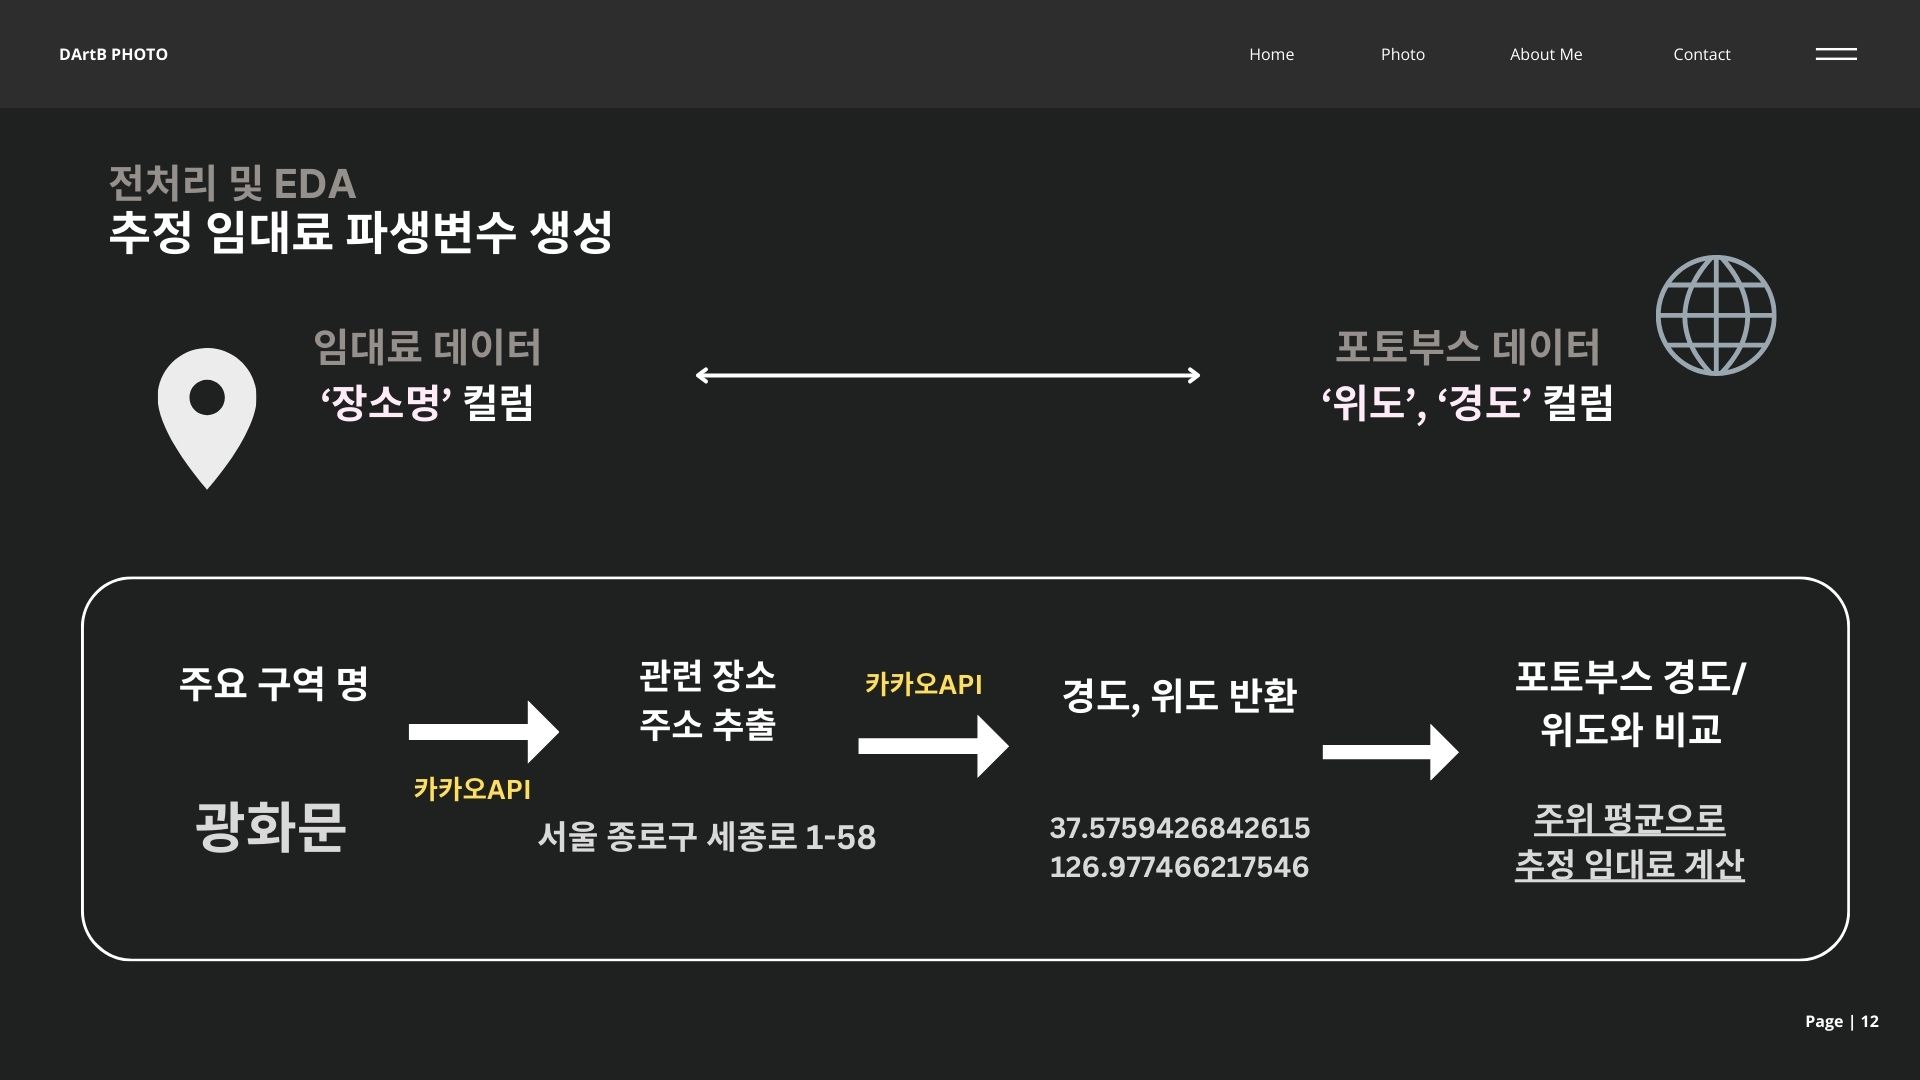 DArtB PHOTO
Home
Photo
About Me
Contact
전처리 및 EDA
추정 임대료 파생변수 생성
임대료 데이터
‘장소명’ 컬럼
포토부스 데이터
‘위도’, ‘경도’ 컬럼
주요 구역 명
광화문
카카오API
관련 장소
주소 추출
서울 종로구 세종로 1-58
카카오API
경도, 위도 반환
37.5759426842615
126.977466217546
포토부스 경도/
위도와 비교
주위 평균으로
추정 임대료 계산
Page | 12